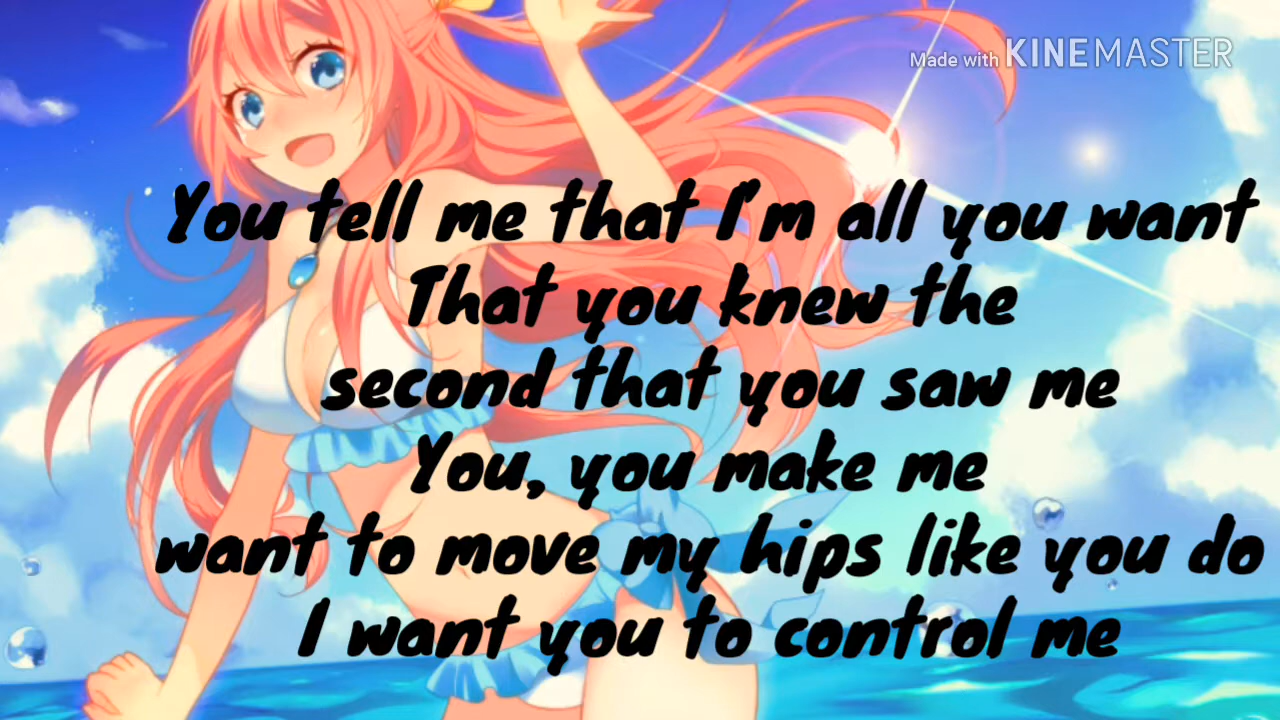 Made with KINEMASTER
You tell me that I'm all you want
That you knew the
second that you saw me
You, you make me
want to move my hips like you do
I want you to control me